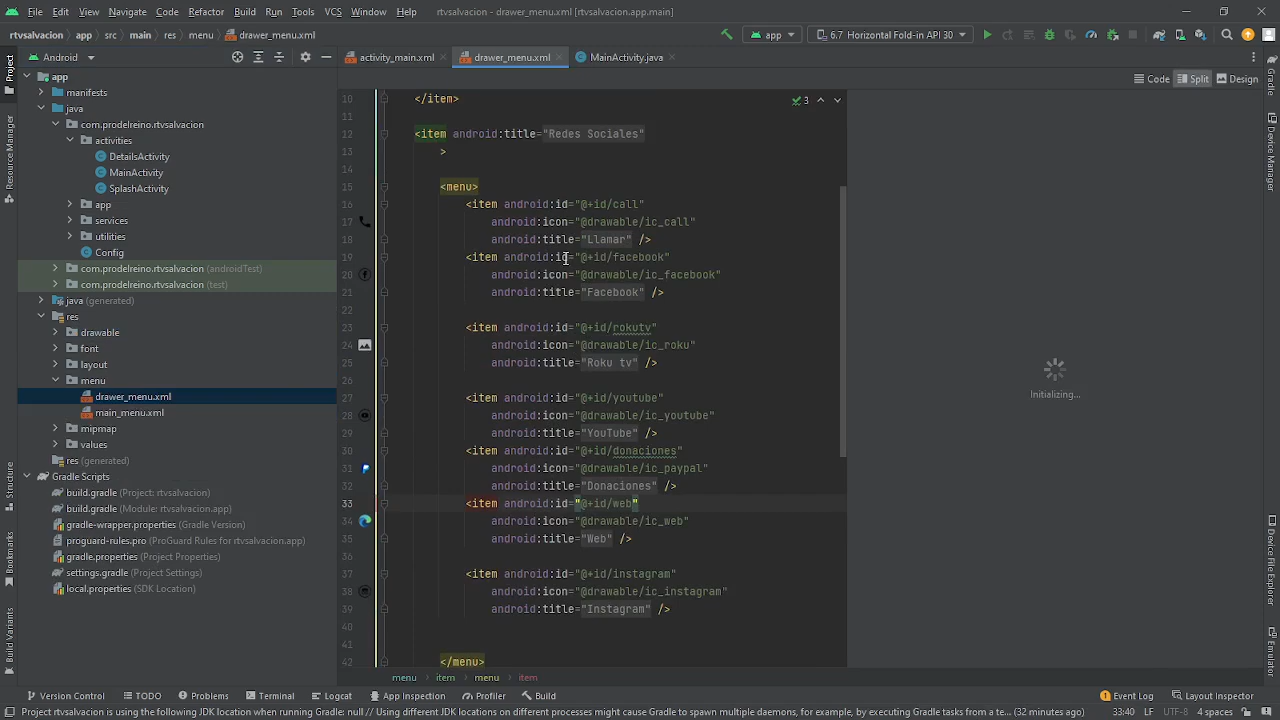 File Edit View Navigate Code Refactor Build Run Tools VCS Window Help rtvsalvacion - drawer_menu.xml [rtvsalvacion.app.main]
rtvsalvacion app src main res menu drawer_menu.xml app 6.7 Horizontal Fold-in API 30
Android activity_main.xml drawer_menu.xml MainActivity.java
Code Split Design
Project
Resource Manager
Structure
Bookmarks
Build Variants
app
manifests
java
com.prodelreino.rtvsalvacion
activities
DetailsActivity
MainActivity
SplashActivity
app
services
utilities
Config
com.prodelreino.rtvsalvacion (androidTest)
com.prodelreino.rtvsalvacion (test)
java (generated)
res
drawable
font
layout
menu
drawer_menu.xml
main_menu.xml
mipmap
values
res (generated)
Gradle Scripts
build.gradle (Project: rtvsalvacion)
build.gradle (Module: rtvsalvacion.app)
gradle-wrapper.properties (Gradle Version)
proguard-rules.pro (ProGuard Rules for rtvsalvacion.app)
gradle.properties (Project Properties)
settings.gradle (Project Settings)
local.properties (SDK Location)
3
10 </item>
11
12 <item android:title="Redes Sociales"
13 >
14
15 <menu>
16 <item android:id="@+id/call"
17 android:icon="@drawable/ic_call"
18 android:title="Llamar" />
19 <item android:id="@+id/facebook"
20 android:icon="@drawable/ic_facebook"
21 android:title="Facebook" />
22
23 <item android:id="@+id/rokutv"
24 android:icon="@drawable/ic_roku"
25 android:title="Roku tv" />
26
27 <item android:id="@+id/youtube"
28 android:icon="@drawable/ic_youtube"
29 android:title="YouTube" />
30 <item android:id="@+id/donaciones"
31 android:icon="@drawable/ic_paypal"
32 android:title="Donaciones" />
33 <item android:id="@+id/web"
34 android:icon="@drawable/ic_web"
35 android:title="Web" />
36
37 <item android:id="@+id/instagram"
38 android:icon="@drawable/ic_instagram"
39 android:title="Instagram" />
40
41
42 </menu>
menu item menu item
Initializing...
Gradle
Device Manager
Device File Explorer
Emulator
Version Control TODO Problems Terminal Logcat App Inspection Profiler Build 1 Event Log Layout Inspector
Project rtvsalvacion is using the following JDK location when running Gradle: null // Using different JDK locations on different processes might cause Gradle to spawn multiple daemons, for example, by executing Gradle tasks from a te... (32 minutes ago) 33:40 LF UTF-8 4 spaces